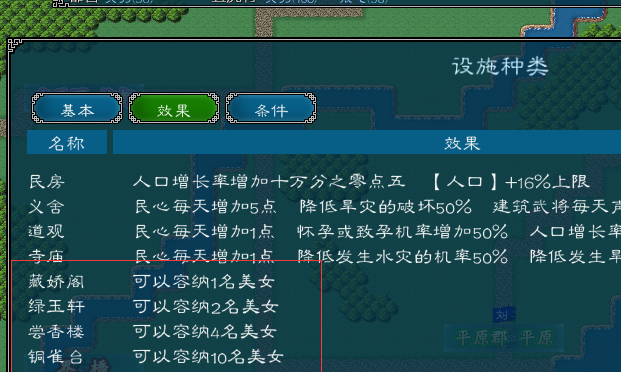 设施种类
基本 效果 条件
名称 效果
民房 人口增长率增加十万分之零点五 【人口】+16%上限
义舍 民心每天增加5点 降低旱灾的破坏50% 建筑武将每天声
道观 民心每天增加1点 怀孕或致孕机率增加50% 人口增长率
寺庙 民心每天增加1点 降低发生水灾的机率50% 降低发生旱
藏娇阁 可以容纳1名美女
绿玉轩 可以容纳2名美女
尝香楼 可以容纳4名美女
铜雀台 可以容纳10名美女
刘
平原郡 平原